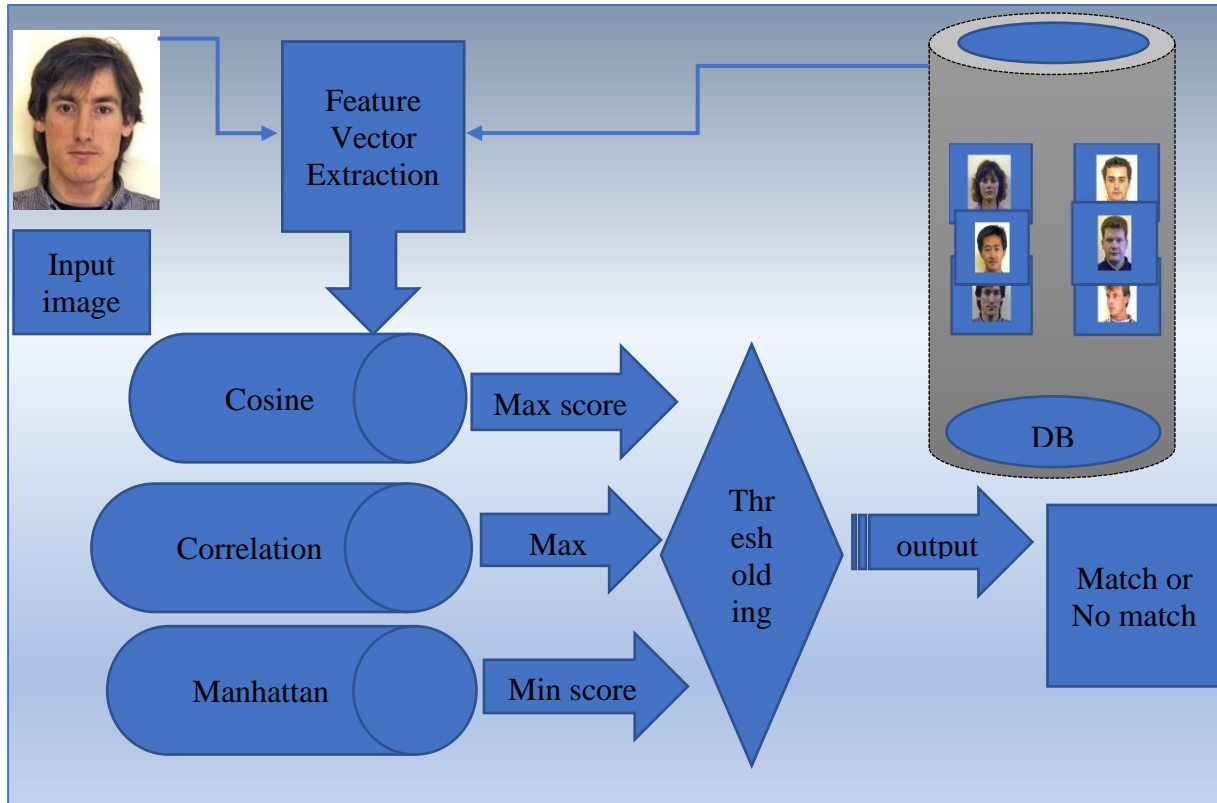 Feature
Vector
Extraction
Input
image
Cosine
Max score
DB
Correlation
Max
Thr
esh
old
ing
output
Match or
No match
Manhattan
Min score